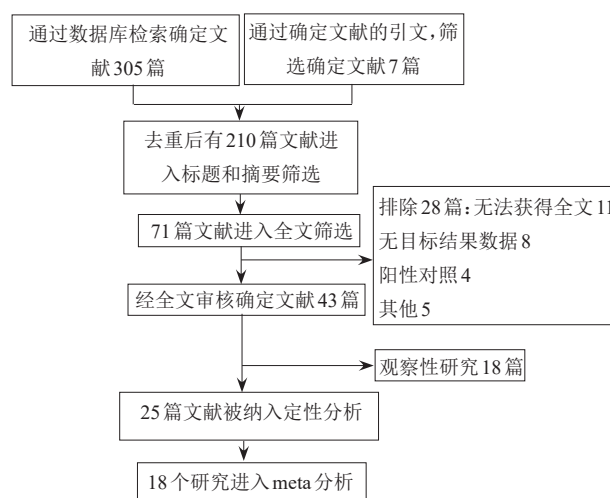 通过数据库检索确定文
献305篇
通过确定文献的引文，筛
选确定文献7篇
去重后有210篇文献进
入标题和摘要筛选
71篇文献进入全文筛选
排除28篇：无法获得全文11
无目标结果数据8
阳性对照4
其他5
经全文审核确定文献43篇
观察性研究18篇
25篇文献被纳入定性分析
18个研究进入meta分析